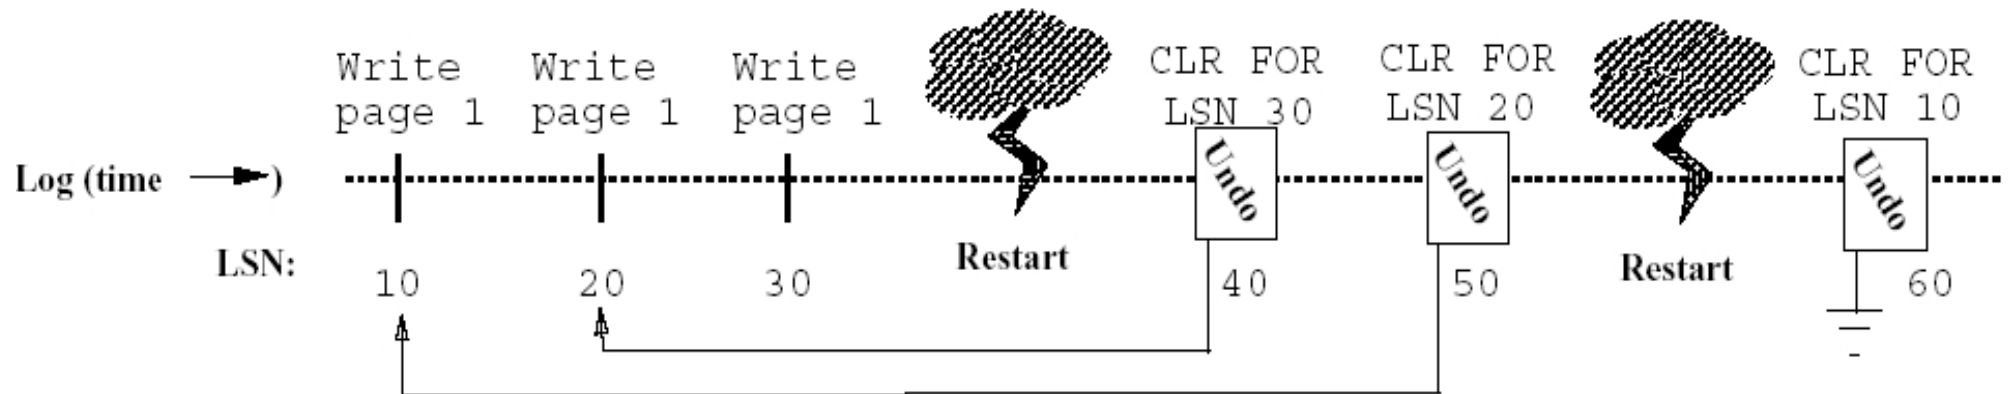 Write
page 1
Write
page 1
Write
page 1
CLR FOR
LSN 30
CLR FOR
LSN 20
CLR FOR
LSN 10
Log (time )
Undo
Undo
Undo
Restart
Restart
LSN:
10
20
30
40
50
60